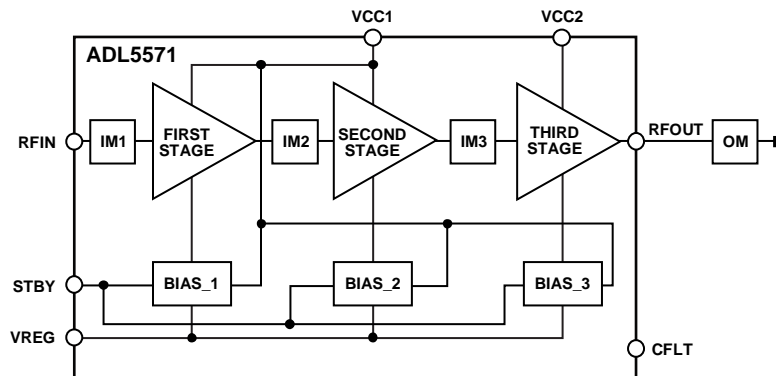 VCC1 VCC2
ADL5571
RFIN IM1 FIRST STAGE IM2 SECOND STAGE IM3 THIRD STAGE RFOUT OM
STBY BIAS_1 BIAS_2 BIAS_3
VREG
CFLT